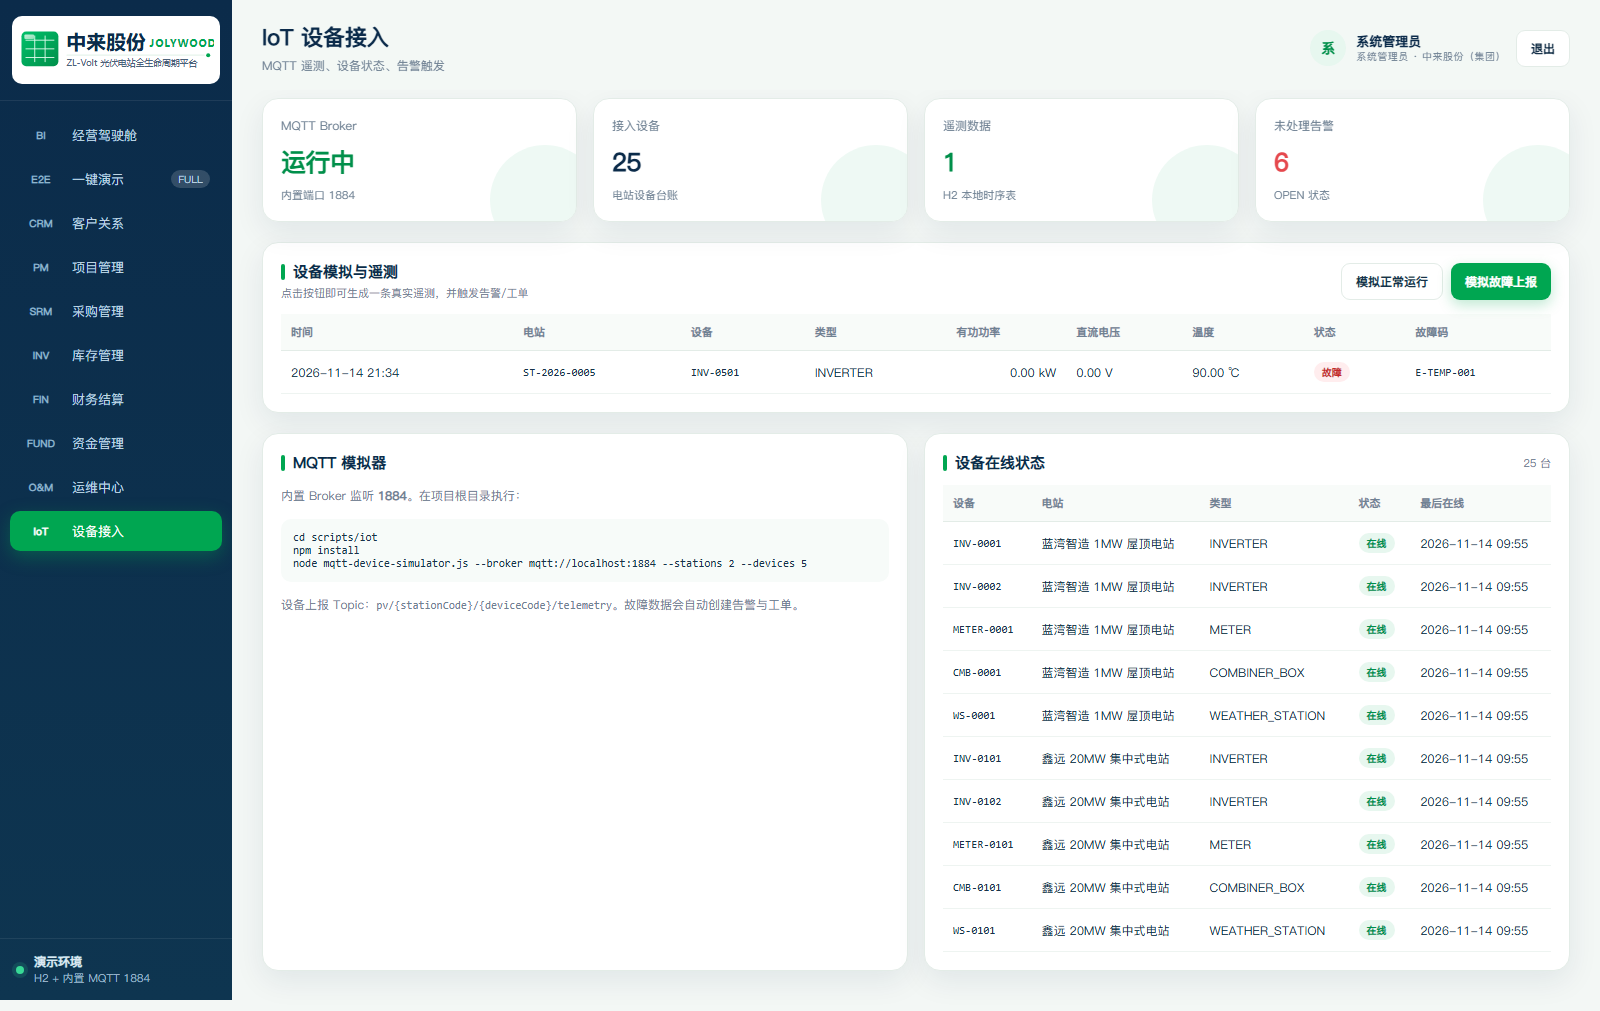 中来股份 JOLYWOOD
ZL-Volt 光伏电站全生命周期平台
BI 经营驾驶舱
E2E 一键演示 FULL
CRM 客户关系
PM 项目管理
SRM 采购管理
INV 库存管理
FIN 财务结算
FUND 资金管理
O&M 运维中心
IoT 设备接入
演示环境
H2 + 内置 MQTT 1884
IoT 设备接入
MQTT 遥测、设备状态、告警触发
系 系统管理员
系统管理员 · 中来股份（集团）
退出
MQTT Broker
运行中
内置端口 1884
接入设备
25
电站设备台账
遥测数据
1
H2 本地时序表
未处理告警
6
OPEN 状态
设备模拟与遥测
点击按钮即可生成一条真实遥测，并触发告警/工单
模拟正常运行 模拟故障上报
时间 电站 设备 类型 有功功率 直流电压 温度 状态 故障码
2026-11-14 21:34 ST-2026-0005 INV-0501 INVERTER 0.00 kW 0.00 V 90.00 ℃ 故障 E-TEMP-001
MQTT 模拟器
内置 Broker 监听 1884。在项目根目录执行：
cd scripts/iot
npm install
node mqtt-device-simulator.js --broker mqtt://localhost:1884 --stations 2 --devices 5
设备上报 Topic：pv/{stationCode}/{deviceCode}/telemetry。故障数据会自动创建告警与工单。
设备在线状态 25 台
设备 电站 类型 状态 最后在线
INV-0001 蓝湾智造 1MW 屋顶电站 INVERTER 在线 2026-11-14 09:55
INV-0002 蓝湾智造 1MW 屋顶电站 INVERTER 在线 2026-11-14 09:55
METER-0001 蓝湾智造 1MW 屋顶电站 METER 在线 2026-11-14 09:55
CMB-0001 蓝湾智造 1MW 屋顶电站 COMBINER_BOX 在线 2026-11-14 09:55
WS-0001 蓝湾智造 1MW 屋顶电站 WEATHER_STATION 在线 2026-11-14 09:55
INV-0101 鑫远 20MW 集中式电站 INVERTER 在线 2026-11-14 09:55
INV-0102 鑫远 20MW 集中式电站 INVERTER 在线 2026-11-14 09:55
METER-0101 鑫远 20MW 集中式电站 METER 在线 2026-11-14 09:55
CMB-0101 鑫远 20MW 集中式电站 COMBINER_BOX 在线 2026-11-14 09:55
WS-0101 鑫远 20MW 集中式电站 WEATHER_STATION 在线 2026-11-14 09:55